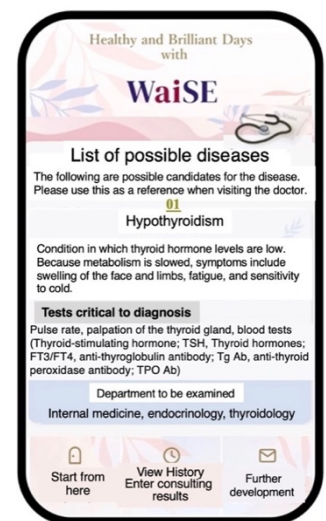 Healthy and Brilliant Days
with
WaiSE
List of possible diseases
The following are possible candidates for the disease.
Please use this as a reference when visiting the doctor.
01
Hypothyroidism
Condition in which thyroid hormone levels are low.
Because metabolism is slowed, symptoms include
swelling of the face and limbs, fatigue, and sensitivity
to cold.
Tests critical to diagnosis
Pulse rate, palpation of the thyroid gland, blood tests
(Thyroid-stimulating hormone; TSH, Thyroid hormones;
FT3/FT4, anti-thyroglobulin antibody; Tg Ab, anti-thyroid
peroxidase antibody; TPO Ab)
Department to be examined
Internal medicine, endocrinology, thyroidology
Start from
here
View History
Enter consulting
results
Further
development